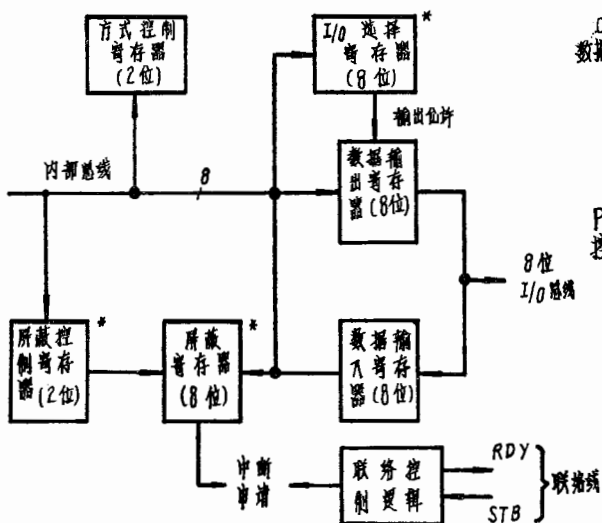 方式控制
寄存器
(2位)
I/O 选择
寄存器
(8位)
*
数据
输出允许
内部总线
8
数据输
出寄存
器(8位)
8位
I/O总线
屏蔽控
制寄存
器(2位)
*
屏蔽
寄存器
(8位)
*
数据输
入寄存
器(8位)
中断
申请
联络控
制逻辑
RDY
STB
联络线